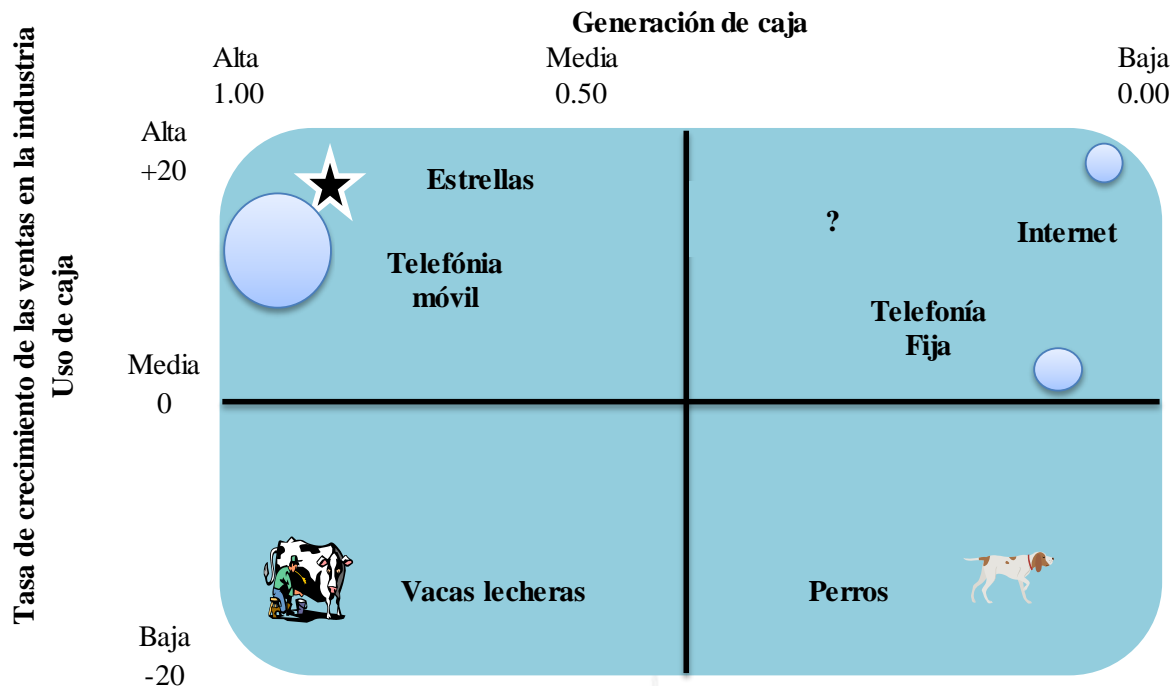 Generación de caja
Alta
1.00
Media
0.50
Baja
0.00
Tasa de crecimiento de las ventas en la industria
Uso de caja
Alta
+20
Media
0
Baja
-20
Estrellas
Telefónia
móvil
?
Internet
Telefonía
Fija
Vacas lecheras
Perros